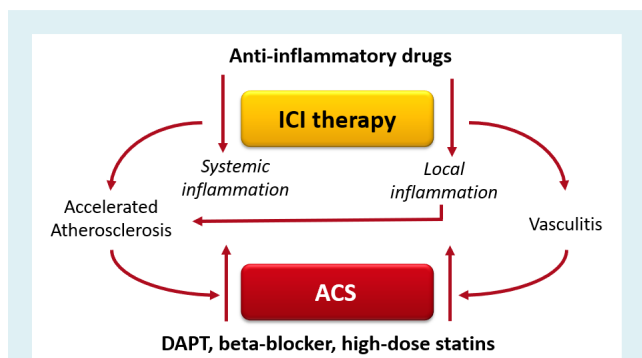 Anti-inflammatory drugs
ICI therapy
Systemic
inflammation
Local
inflammation
Accelerated
Atherosclerosis
Vasculitis
ACS
DAPT, beta-blocker, high-dose statins